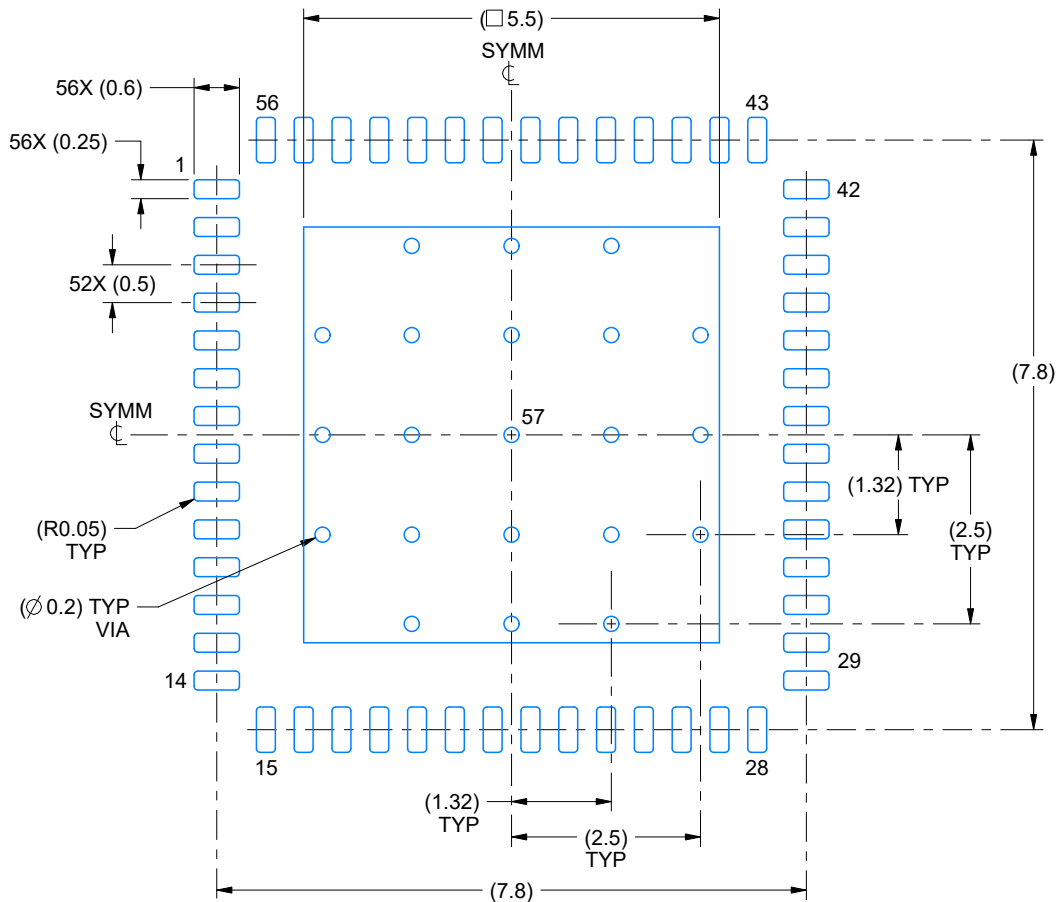 (□ 5.5)
SYMM
℄
56X (0.6)
56
43
56X (0.25)
1
42
52X (0.5)
(7.8)
SYMM
℄
57
(1.32) TYP
(R0.05)
TYP
(2.5)
TYP
(∅ 0.2) TYP
VIA
29
14
15
28
(1.32)
TYP
(2.5)
TYP
(7.8)